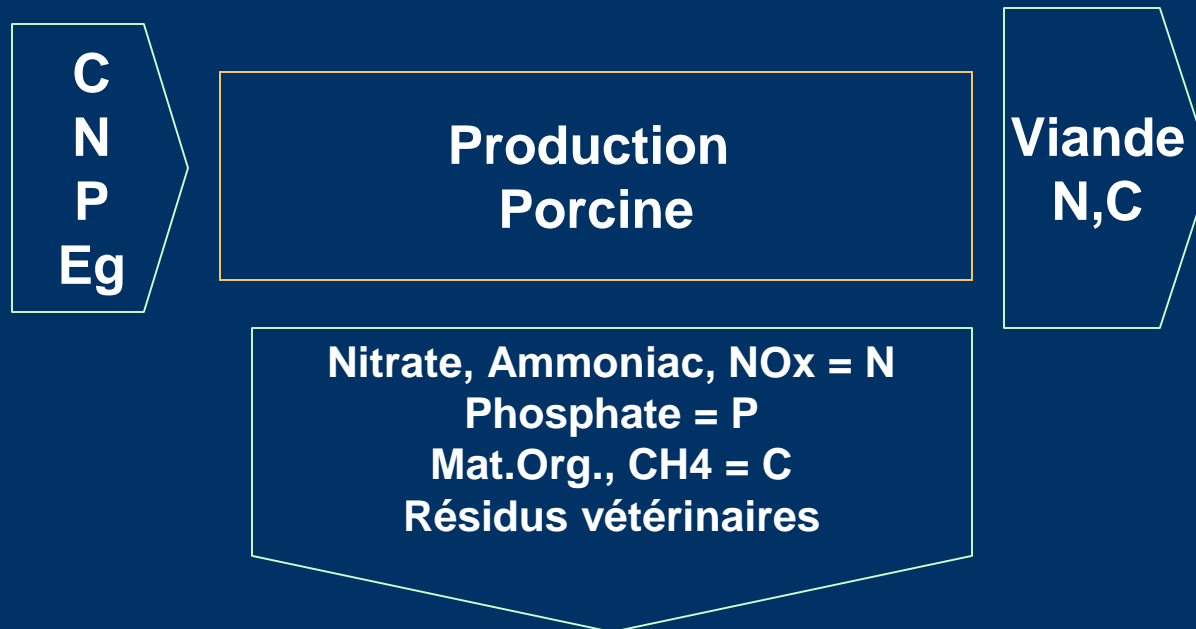 C
N
P
Eg
Production
Porcine
Viande
N,C
Nitrate, Ammoniac, NOx = N
Phosphate = P
Mat.Org., CH4 = C
Résidus vétérinaires